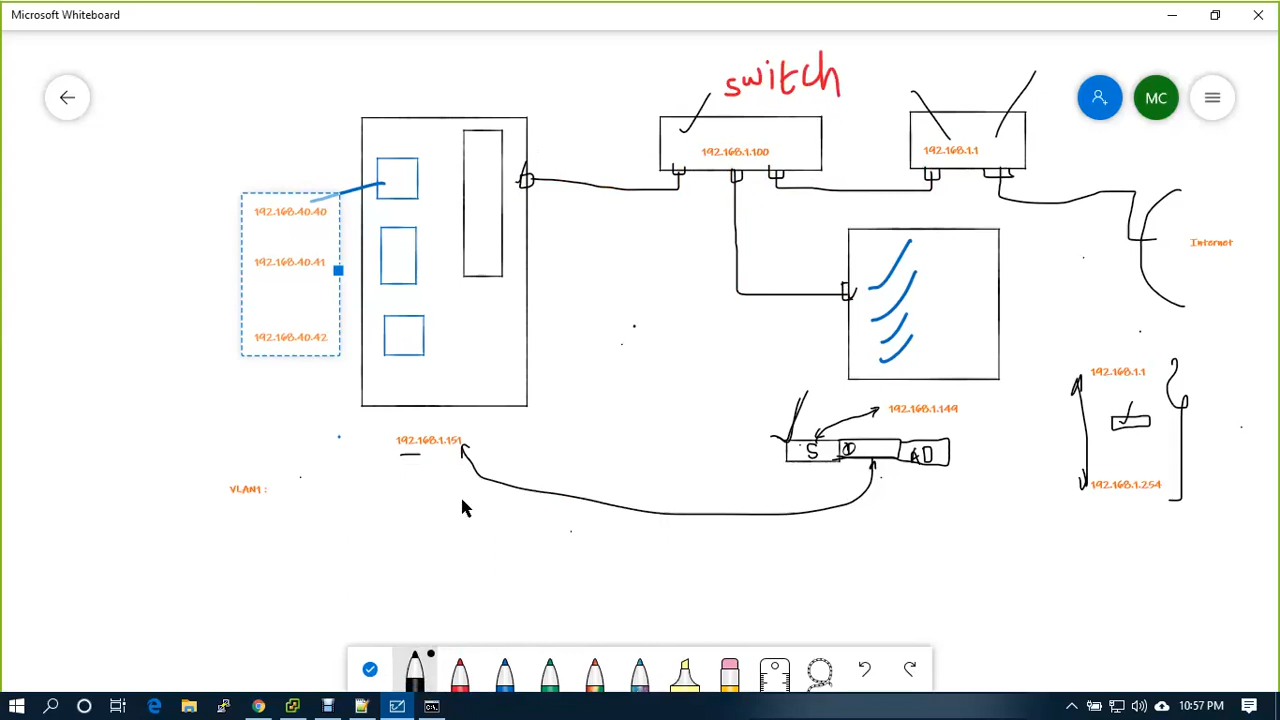 Microsoft Whiteboard
switch
MC
192.168.1.100
192.168.1.1
192.168.40.40
Internet
192.168.40.41
192.168.40.42
192.168.1.1
192.168.1.149
192.168.1.151
S D AD
192.168.1.254
VLAN1 :
10:57 PM